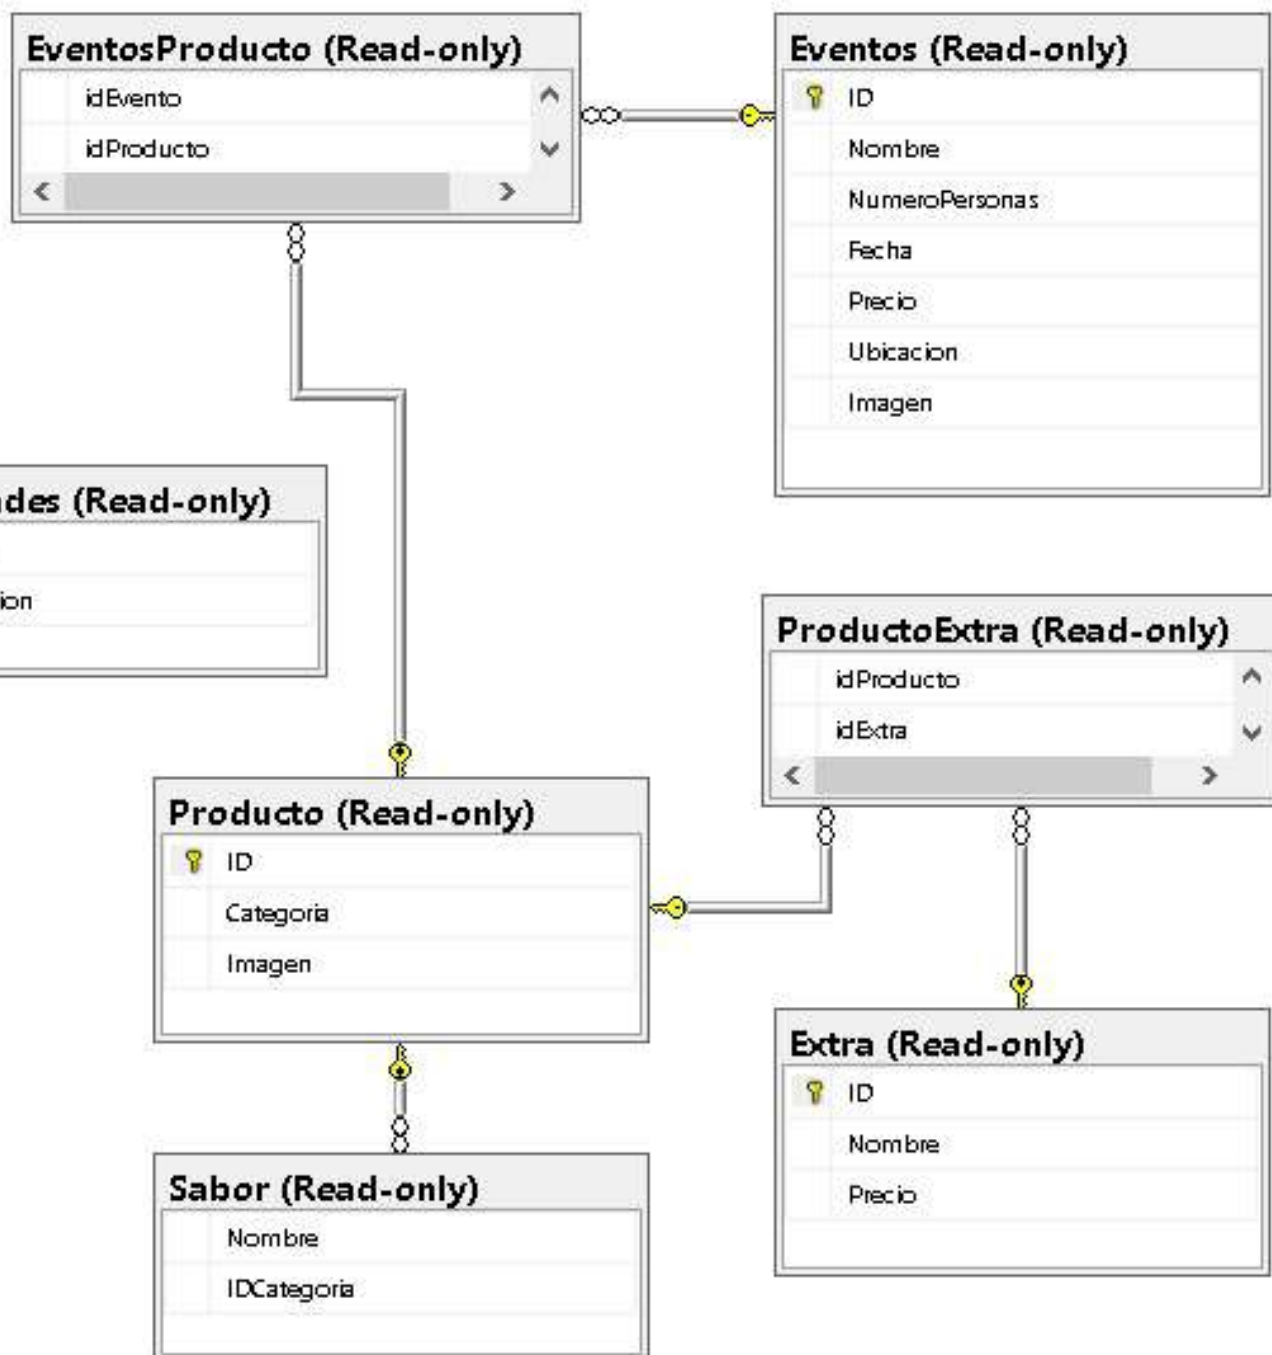 EventosProducto (Read-only)
idEvento
idProducto
Eventos (Read-only)
ID
Nombre
NumeroPersonas
Fecha
Precio
Ubicacion
Imagen
des (Read-only)
ion
ProductoExtra (Read-only)
idProducto
idExtra
Producto (Read-only)
ID
Categoria
Imagen
Extra (Read-only)
ID
Nombre
Precio
Sabor (Read-only)
Nombre
IDCategoria